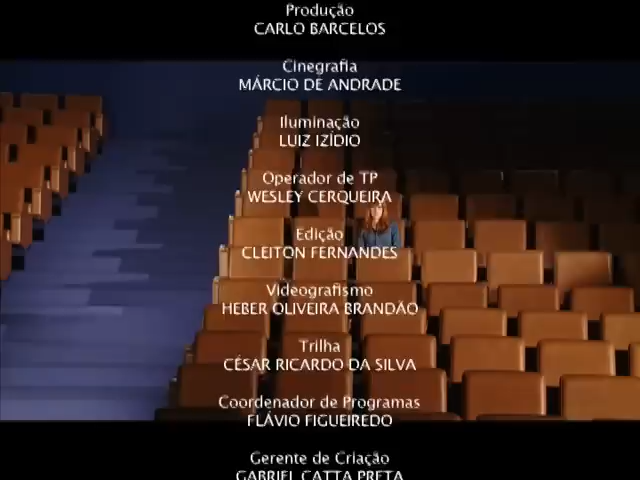 Produção
CARLO BARCELOS
Cinegrafia
MÁRCIO DE ANDRADE
Iluminação
LUIZ IZÍDIO
Operador de TP
WESLEY CERQUEIRA
Edição
CLEITON FERNANDES
Videografismo
HEBER OLIVEIRA BRANDÃO
Trilha
CÉSAR RICARDO DA SILVA
Coordenador de Programas
FLÁVIO FIGUEIREDO
Gerente de Criação
GABRIEL CATTA PRETA